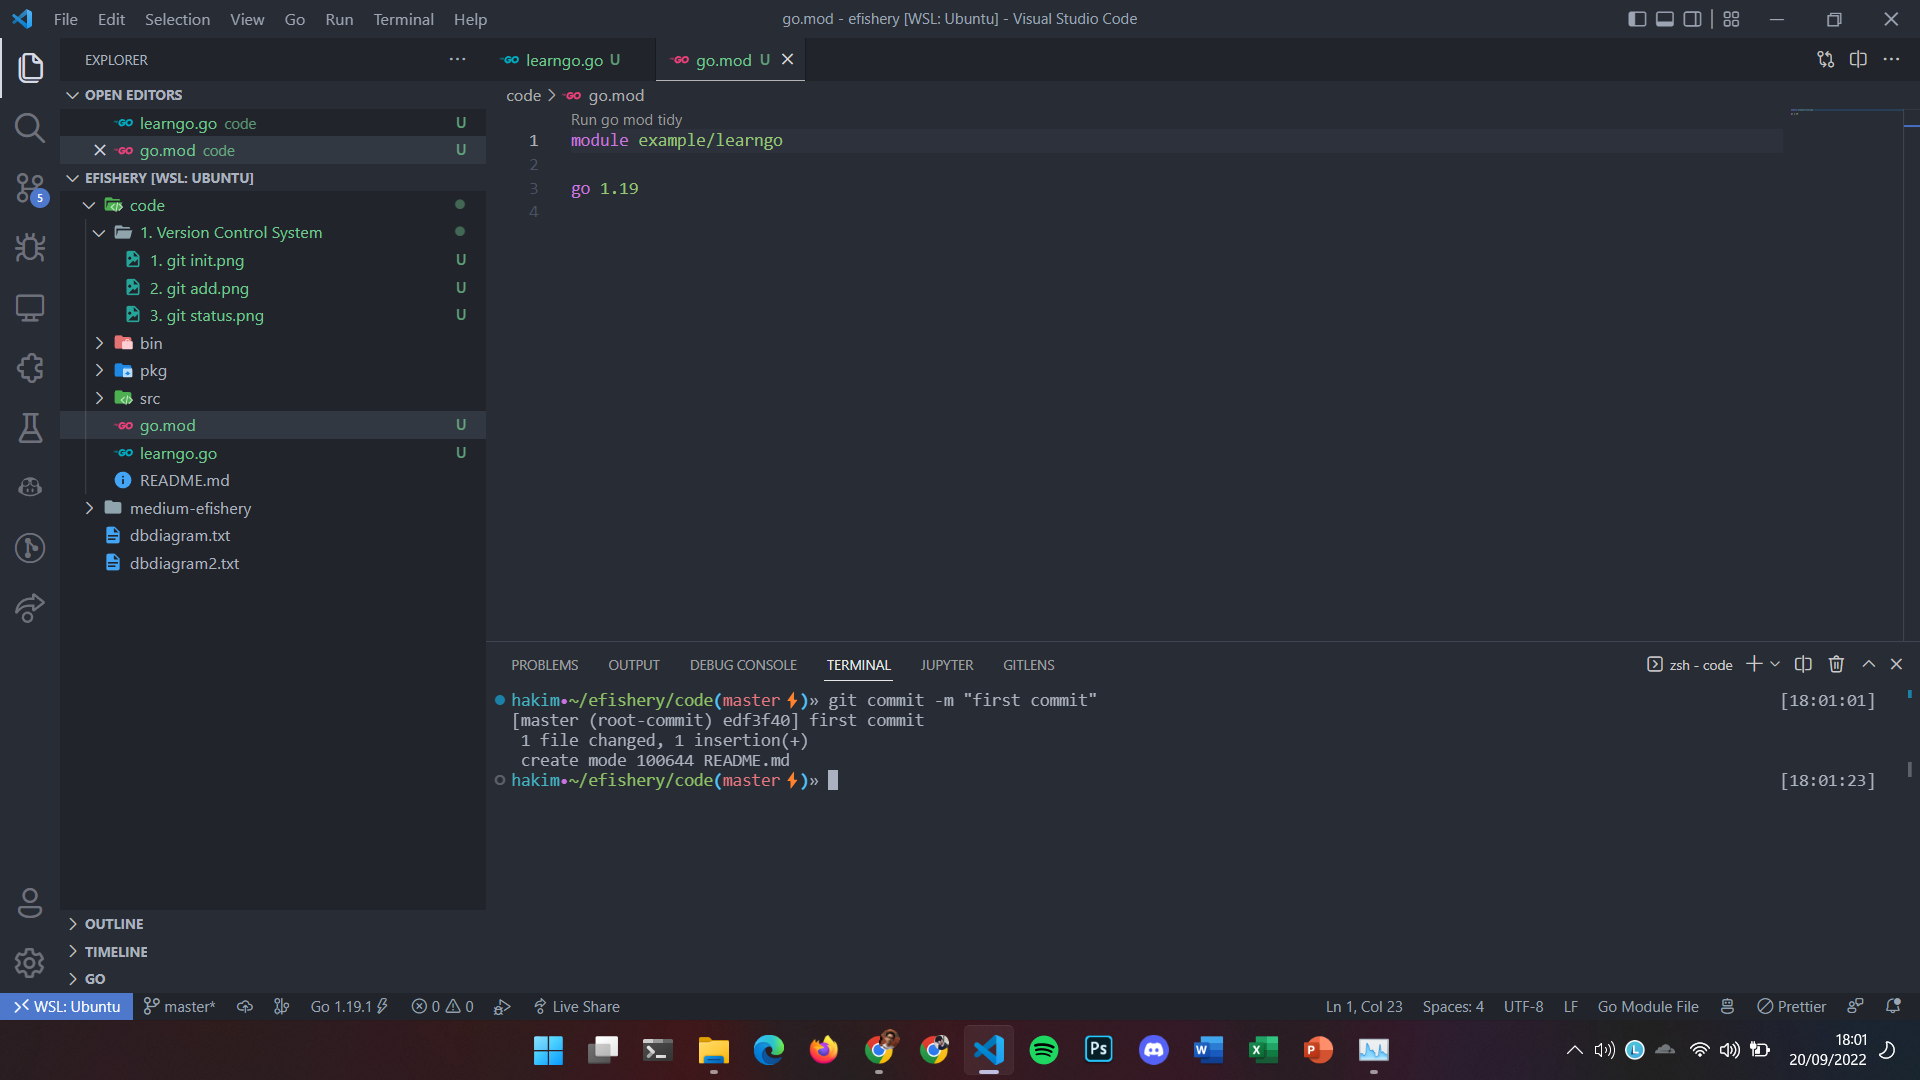 File Edit Selection View Go Run Terminal Help
go.mod - efishery [WSL: Ubuntu] - Visual Studio Code
EXPLORER
OPEN EDITORS
learngo.go code U
go.mod code U
EFISHERY [WSL: UBUNTU]
code
1. Version Control System
1. git init.png U
2. git add.png U
3. git status.png U
bin
pkg
src
go.mod U
learngo.go U
README.md
medium-efishery
dbdiagram.txt
dbdiagram2.txt
OUTLINE
TIMELINE
GO
5
learngo.go U
go.mod U
code > go.mod
Run go mod tidy
1 module example/learngo
2
3 go 1.19
4
PROBLEMS OUTPUT DEBUG CONSOLE TERMINAL JUPYTER GITLENS
zsh - code
hakim•~/efishery/code(master⚡)» git commit -m "first commit" [18:01:01]
[master (root-commit) edf3f40] first commit
1 file changed, 1 insertion(+)
create mode 100644 README.md
hakim•~/efishery/code(master⚡)» [18:01:23]
WSL: Ubuntu master* Go 1.19.1 0 0 Live Share
Ln 1, Col 23 Spaces: 4 UTF-8 LF Go Module File Prettier
Ps
L
18:01
20/09/2022